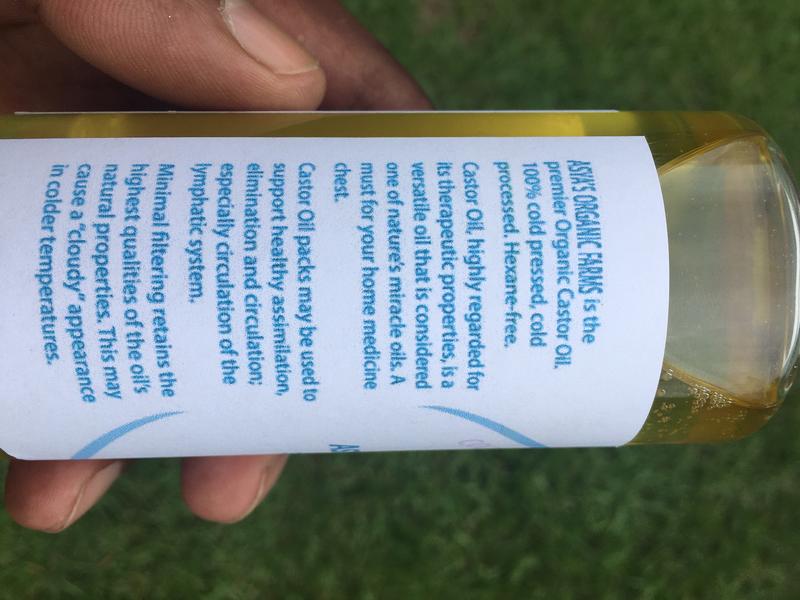 ASH'S ORGANIC FARMS is the
premier Organic Castor Oil.
100% cold pressed, cold
processed. Hexane-free.
Castor Oil, highly regarded for
its therapeutic properties, is a
versatile oil that is considered
one of nature's miracle oils. A
must for your home medicine
chest.
Castor Oil packs may be used to
support healthy assimilation,
elimination and circulation;
especially circulation of the
lymphatic system.
Minimal filtering retains the
highest qualities of the oil's
natural properties. This may
cause a "cloudy" appearance
in colder temperatures.